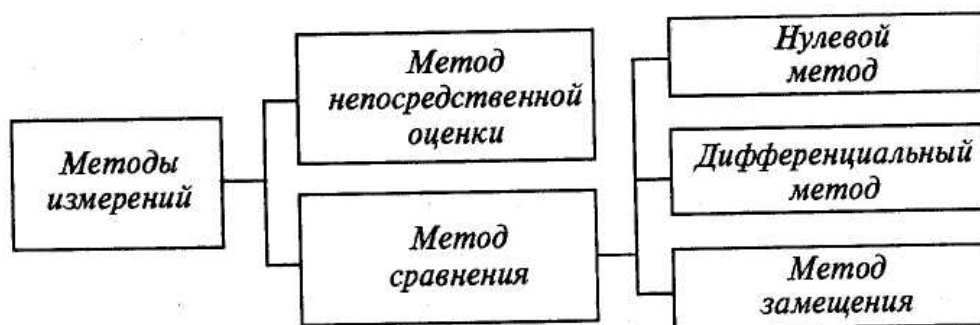 Методы
измерений
Метод
непосредственной
оценки
Метод
сравнения
Нулевой
метод
Дифференциальный
метод
Метод
замещения